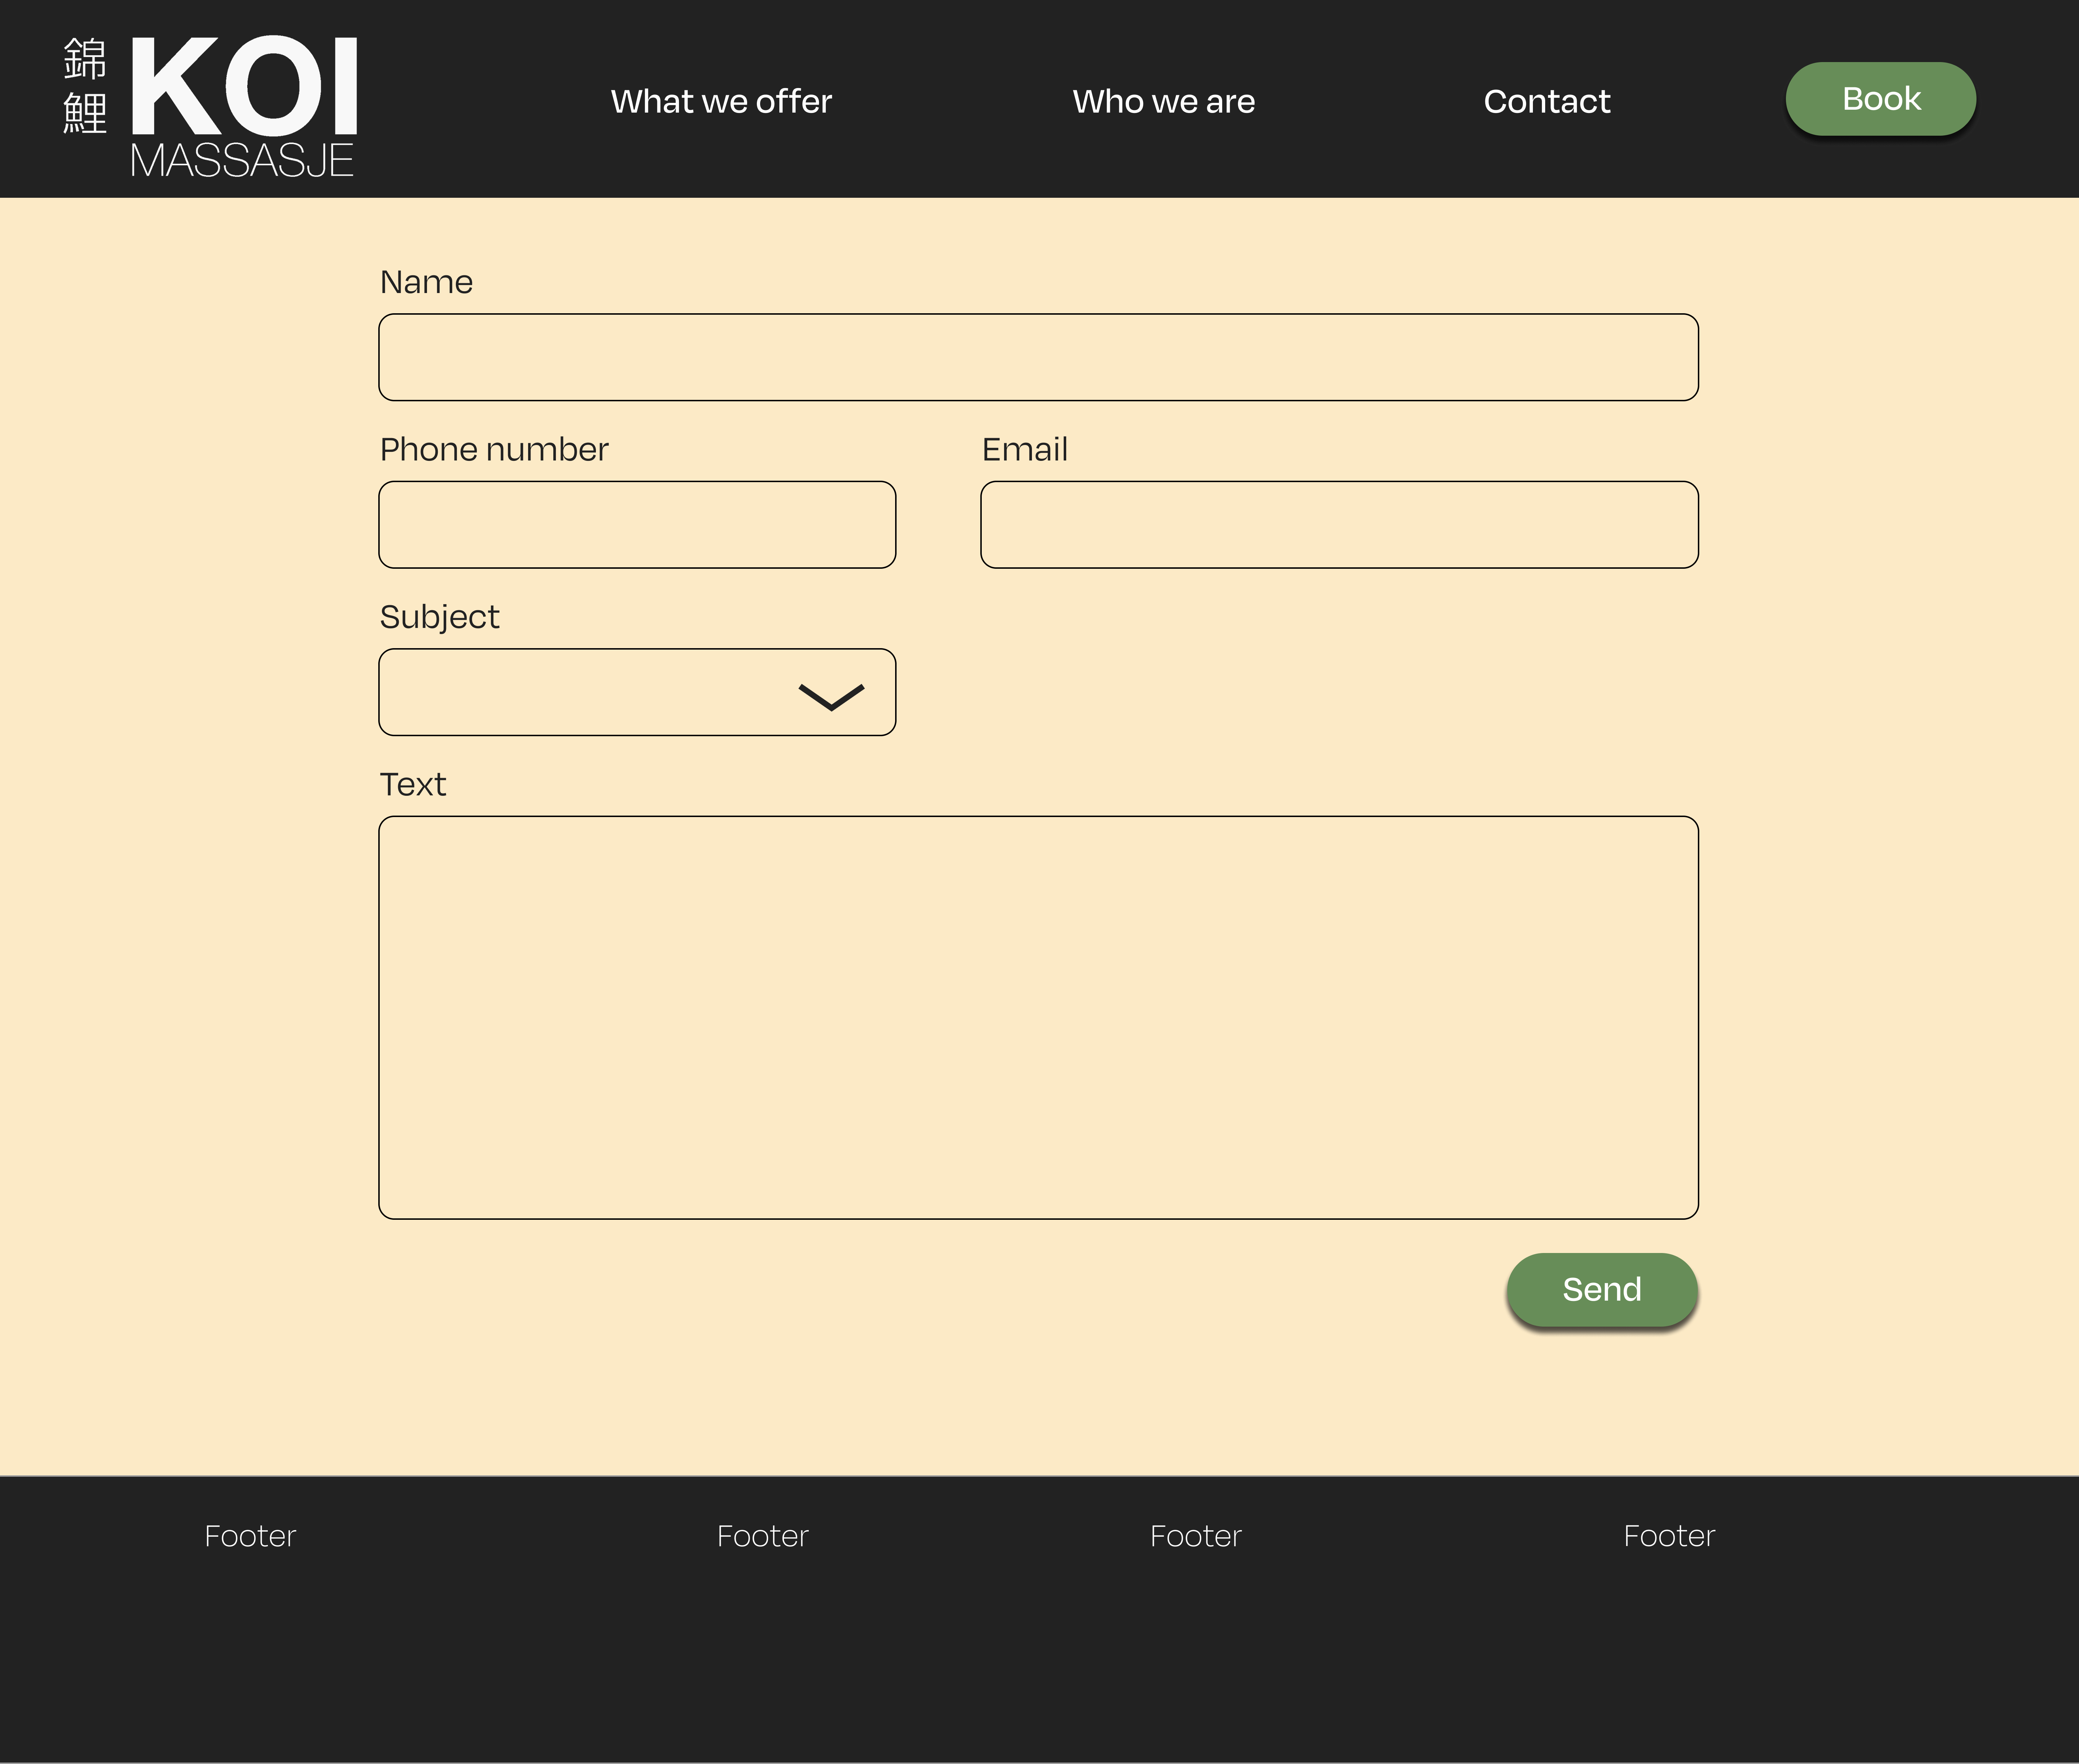 錦鯉
KOI
MASSASJE
What we offer
Who we are
Contact
Book
Name
Phone number
Email
Subject
Text
Send
Footer
Footer
Footer
Footer